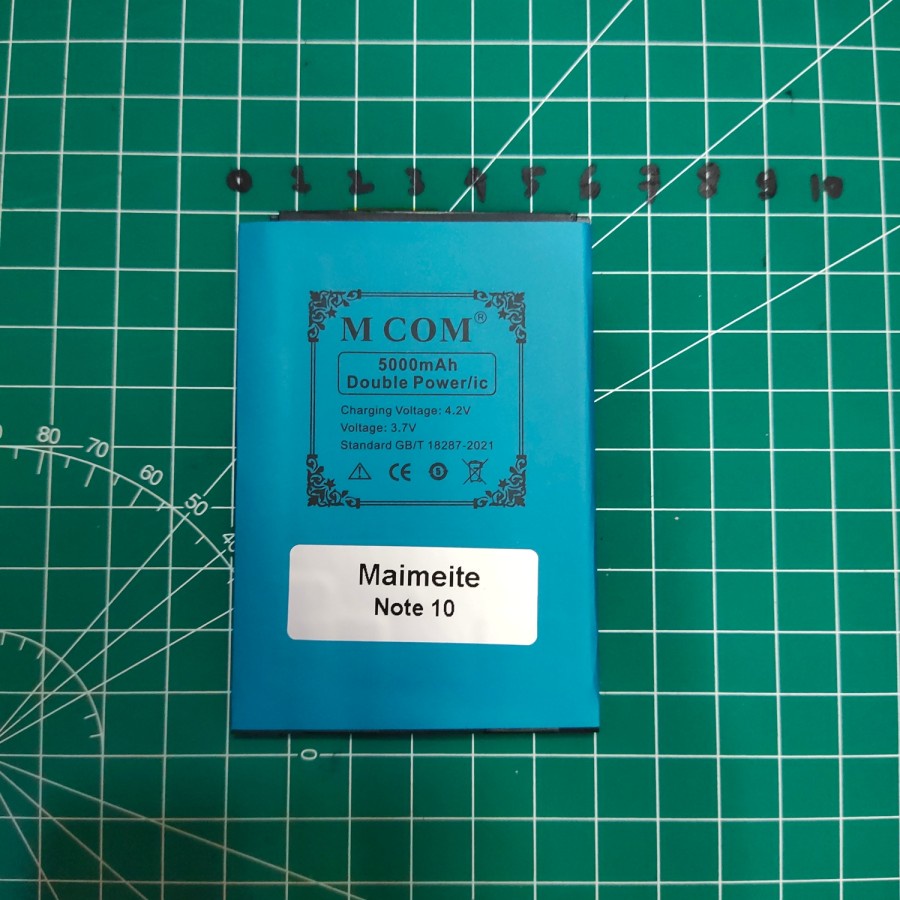 0 1 2 3 4 5 6 7 8 9 10
M COM®
5000mAh
Double Power/ic
Charging Voltage: 4.2V
Voltage: 3.7V
Standard GB/T 18287-2021
CE
80 70 60 50
Maimeite
Note 10
0